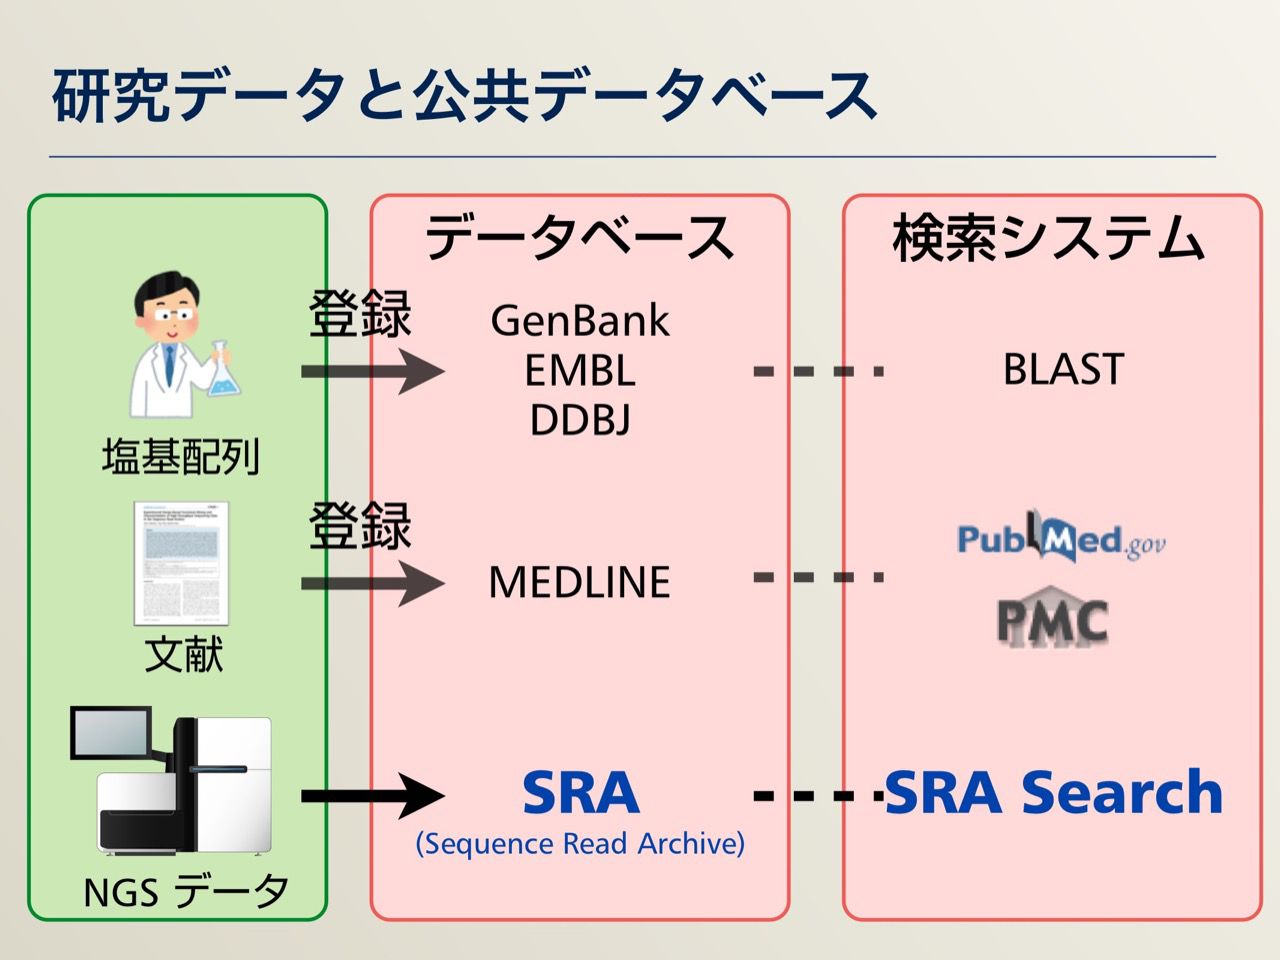 研究データと公共データベース
データベース
検索システム
登録
GenBank
EMBL
DDBJ
BLAST
塩基配列
登録
MEDLINE
PubMed.gov
PMC
文献
SRA
(Sequence Read Archive)
SRA Search
NGS データ